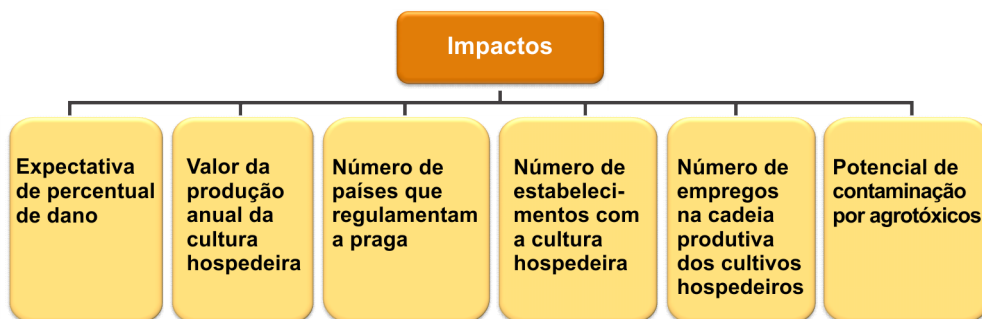 Impactos
Expectativa
de percentual
de dano
Valor da
produção
anual da
cultura
hospedeira
Número de
países que
regulamentam
a praga
Número de
estabeleci-
mentos com
a cultura
hospedeira
Número de
empregos
na cadeia
produtiva
dos cultivos
hospedeiros
Potencial de
contaminação
por agrotóxicos